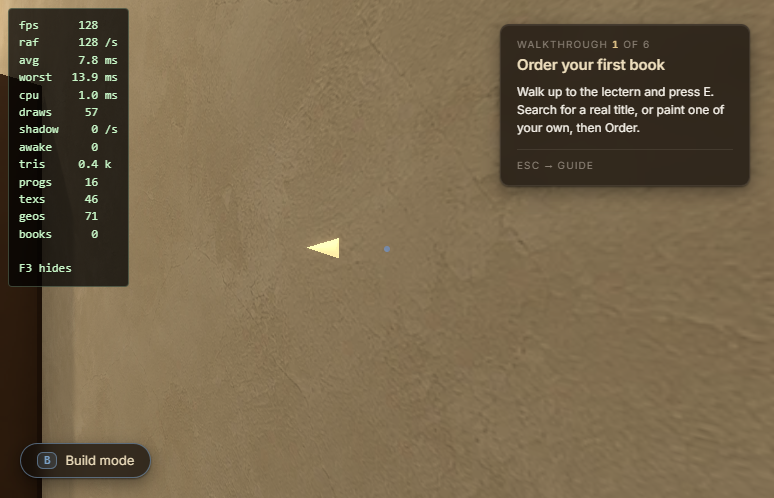 fps 128
raf 128 /s
avg 7.8 ms
worst 13.9 ms
cpu 1.0 ms
draws 57
shadow 0 /s
awake 0
tris 0.4 k
progs 16
texs 46
geos 71
books 0
F3 hides
WALKTHROUGH 1 OF 6
Order your first book
Walk up to the lectern and press E.
Search for a real title, or paint one of
your own, then Order.
ESC → GUIDE
B Build mode